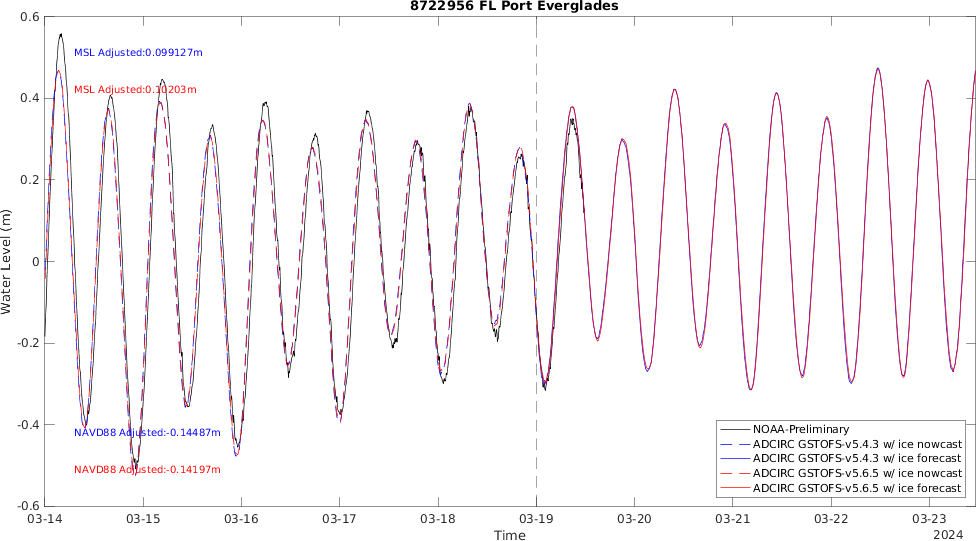 8722956 FL Port Everglades
0.6
0.4
0.2
0
-0.2
-0.4
-0.6
Water Level (m)
MSL Adjusted:0.099127m
MSL Adjusted:0.10203m
NAVD88 Adjusted:-0.14487m
NAVD88 Adjusted:-0.14197m
NOAA-Preliminary
ADCIRC GSTOFS-v5.4.3 w/ ice nowcast
ADCIRC GSTOFS-v5.4.3 w/ ice forecast
ADCIRC GSTOFS-v5.6.5 w/ ice nowcast
ADCIRC GSTOFS-v5.6.5 w/ ice forecast
03-14 03-15 03-16 03-17 03-18 03-19 03-20 03-21 03-22 03-23
Time
2024